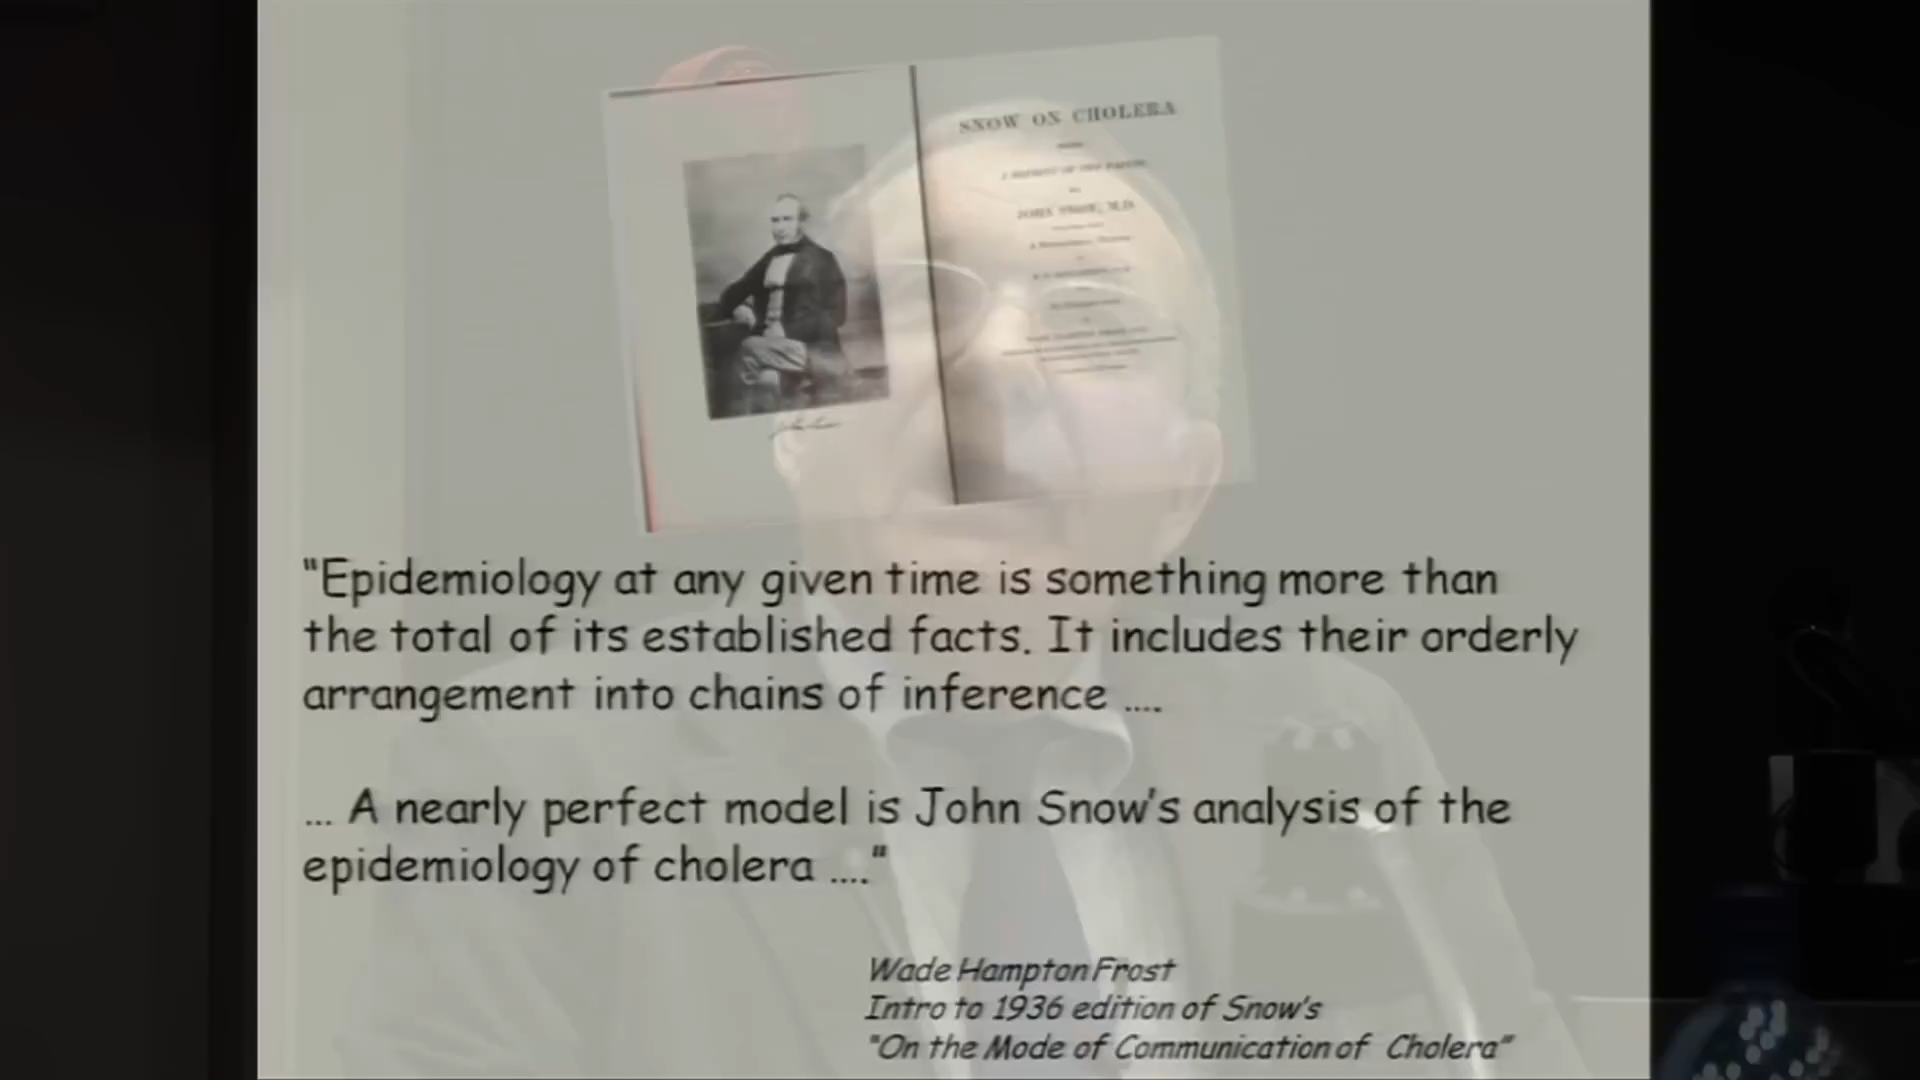 SNOW ON CHOLERA
JOHN SNOW, M.D.
"Epidemiology at any given time is something more than
the total of its established facts. It includes their orderly
arrangement into chains of inference ....
... A nearly perfect model is John Snow's analysis of the
epidemiology of cholera ...."
Wade Hampton Frost
Intro to 1936 edition of Snow's
"On the Mode of Communication of Cholera"